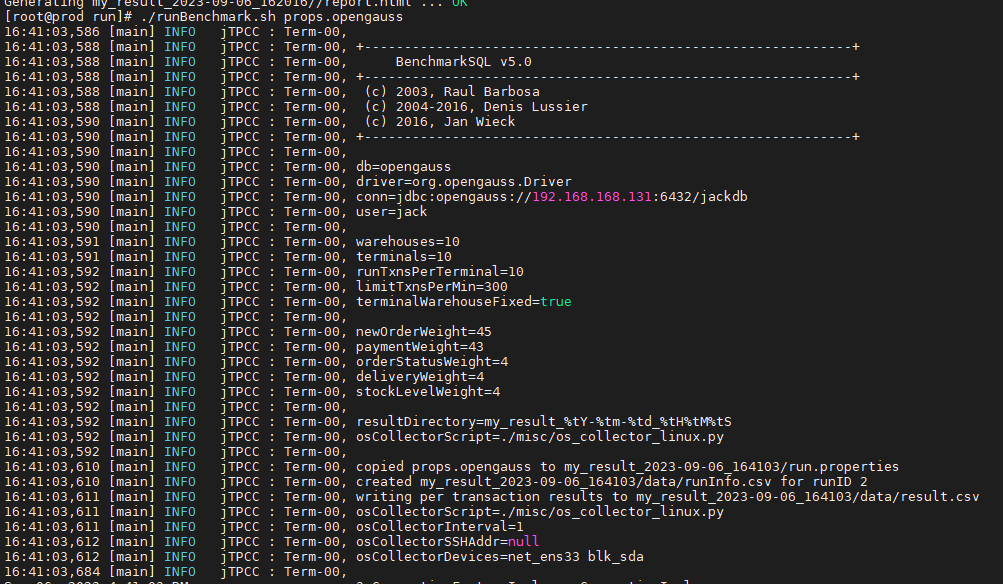 Generating my_result_2023-09-06_162016//report.html ... OK
[root@prod run]# ./runBenchmark.sh props.opengauss
16:41:03,586 [main] INFO   jTPCC : Term-00,
16:41:03,588 [main] INFO   jTPCC : Term-00, +-------------------------------------------------------------+
16:41:03,588 [main] INFO   jTPCC : Term-00,      BenchmarkSQL v5.0
16:41:03,588 [main] INFO   jTPCC : Term-00, +-------------------------------------------------------------+
16:41:03,588 [main] INFO   jTPCC : Term-00,  (c) 2003, Raul Barbosa
16:41:03,588 [main] INFO   jTPCC : Term-00,  (c) 2004-2016, Denis Lussier
16:41:03,590 [main] INFO   jTPCC : Term-00,  (c) 2016, Jan Wieck
16:41:03,590 [main] INFO   jTPCC : Term-00, +-------------------------------------------------------------+
16:41:03,590 [main] INFO   jTPCC : Term-00,
16:41:03,590 [main] INFO   jTPCC : Term-00, db=opengauss
16:41:03,590 [main] INFO   jTPCC : Term-00, driver=org.opengauss.Driver
16:41:03,590 [main] INFO   jTPCC : Term-00, conn=jdbc:opengauss://192.168.168.131:6432/jackdb
16:41:03,590 [main] INFO   jTPCC : Term-00, user=jack
16:41:03,590 [main] INFO   jTPCC : Term-00,
16:41:03,591 [main] INFO   jTPCC : Term-00, warehouses=10
16:41:03,591 [main] INFO   jTPCC : Term-00, terminals=10
16:41:03,592 [main] INFO   jTPCC : Term-00, runTxnsPerTerminal=10
16:41:03,592 [main] INFO   jTPCC : Term-00, limitTxnsPerMin=300
16:41:03,592 [main] INFO   jTPCC : Term-00, terminalWarehouseFixed=true
16:41:03,592 [main] INFO   jTPCC : Term-00,
16:41:03,592 [main] INFO   jTPCC : Term-00, newOrderWeight=45
16:41:03,592 [main] INFO   jTPCC : Term-00, paymentWeight=43
16:41:03,592 [main] INFO   jTPCC : Term-00, orderStatusWeight=4
16:41:03,592 [main] INFO   jTPCC : Term-00, deliveryWeight=4
16:41:03,592 [main] INFO   jTPCC : Term-00, stockLevelWeight=4
16:41:03,592 [main] INFO   jTPCC : Term-00,
16:41:03,592 [main] INFO   jTPCC : Term-00, resultDirectory=my_result_%tY-%tm-%td_%tH%tM%tS
16:41:03,592 [main] INFO   jTPCC : Term-00, osCollectorScript=./misc/os_collector_linux.py
16:41:03,592 [main] INFO   jTPCC : Term-00,
16:41:03,610 [main] INFO   jTPCC : Term-00, copied props.opengauss to my_result_2023-09-06_164103/run.properties
16:41:03,610 [main] INFO   jTPCC : Term-00, created my_result_2023-09-06_164103/data/runInfo.csv for runID 2
16:41:03,611 [main] INFO   jTPCC : Term-00, writing per transaction results to my_result_2023-09-06_164103/data/result.csv
16:41:03,611 [main] INFO   jTPCC : Term-00, osCollectorScript=./misc/os_collector_linux.py
16:41:03,611 [main] INFO   jTPCC : Term-00, osCollectorInterval=1
16:41:03,612 [main] INFO   jTPCC : Term-00, osCollectorSSHAddr=null
16:41:03,612 [main] INFO   jTPCC : Term-00, osCollectorDevices=net_ens33 blk_sda
16:41:03,684 [main] INFO   jTPCC : Term-00,